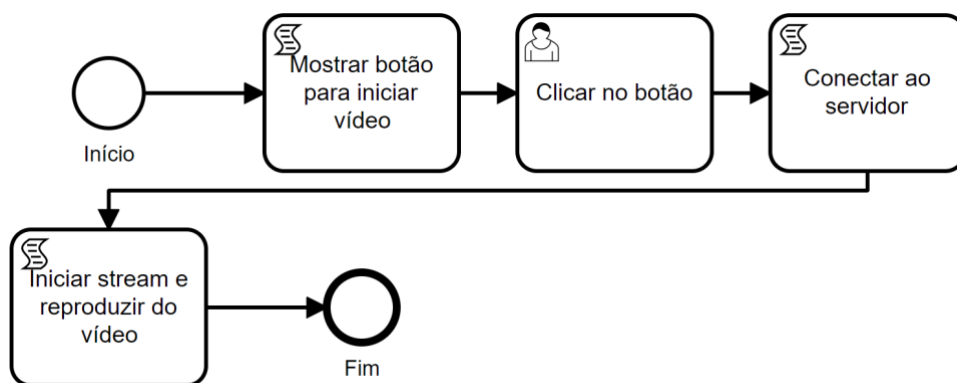 Mostrar botão
para iniciar
vídeo
Clicar no botão
Conectar ao
servidor
Início
Iniciar stream e
reproduzir do
vídeo
Fim